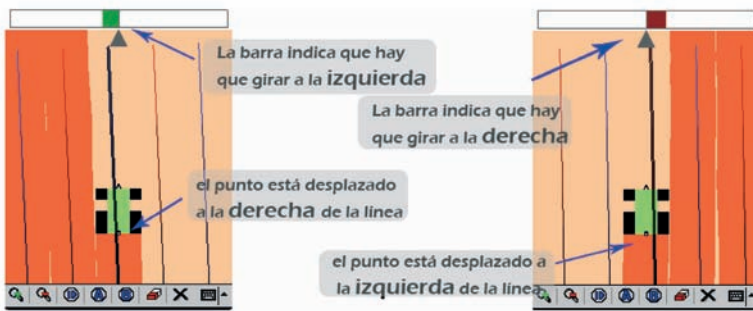 La barra indica que hay
que girar a la izquierda
el punto está desplazado
a la derecha de la línea
La barra indica que hay
que girar a la derecha
el punto está desplazado a
la izquierda de la línea